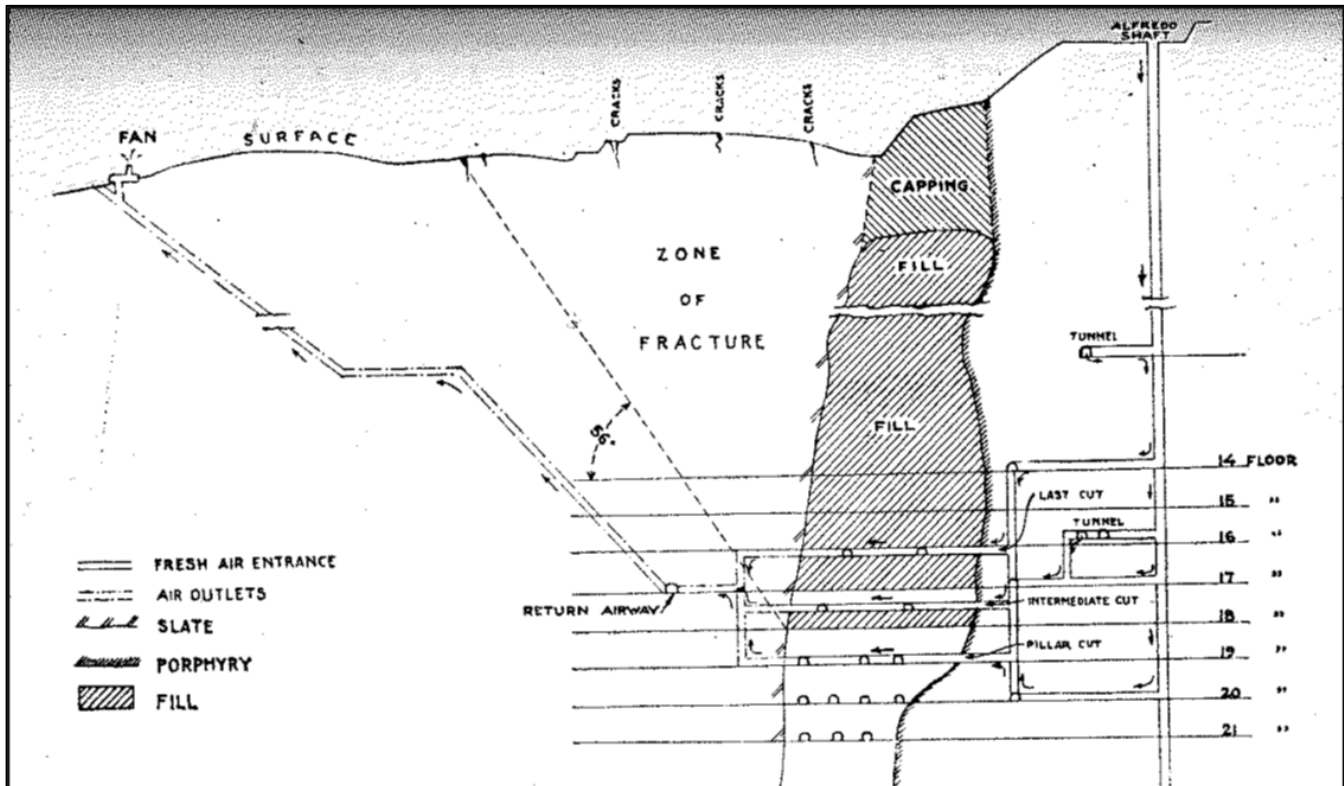 ALFREDO
SHAFT
CRACKS
CRACKS
CRACKS
FAN
SURFACE
CAPPING
ZONE
OF
FRACTURE
FILL
TUNNEL
56°
FILL
14 FLOOR
LAST CUT
15 "
TUNNEL
16 "
17 "
RETURN AIRWAY
INTERMEDIATE CUT
18 "
PILLAR CUT
19 "
20 "
21 "
FRESH AIR ENTRANCE
AIR OUTLETS
SLATE
PORPHYRY
FILL